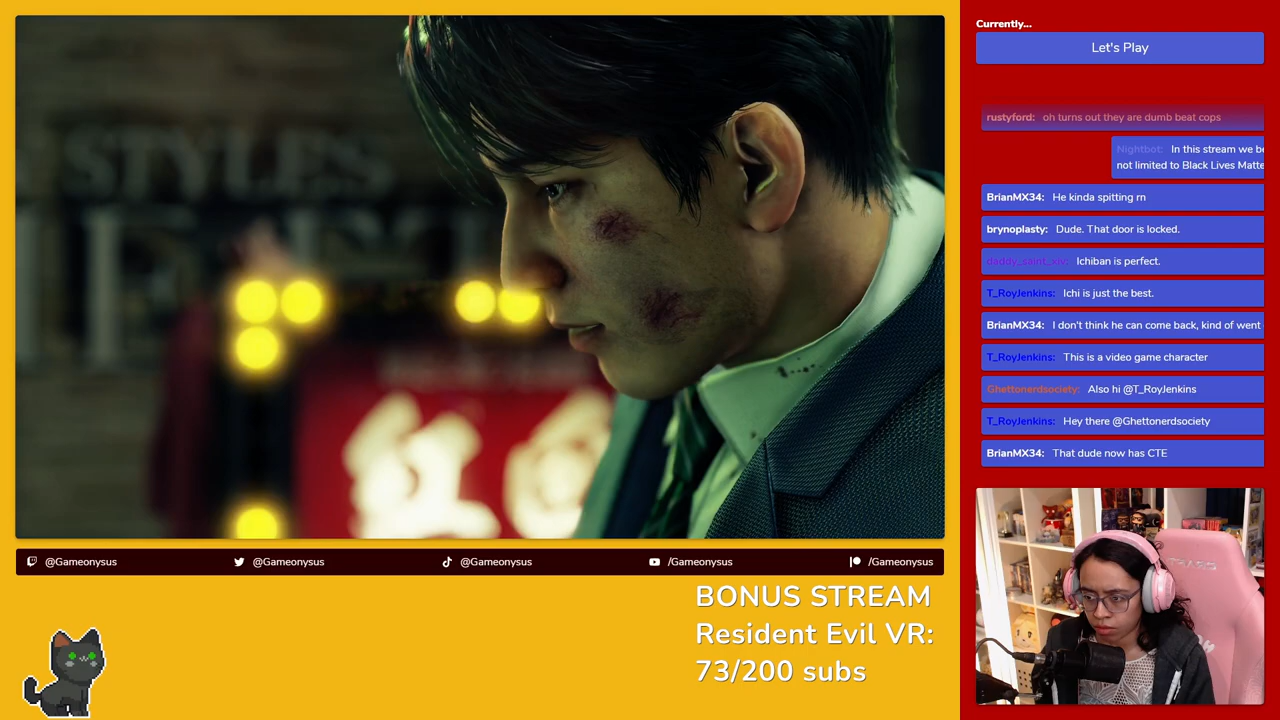 STYLES
@Gameonysus
@Gameonysus
@Gameonysus
/Gameonysus
/Gameonysus
BONUS STREAM
Resident Evil VR:
73/200 subs
Currently...
Let's Play
rustyford: oh turns out they are dumb beat cops
Nightbot: In this stream we be
not limited to Black Lives Matte
BrianMX34: He kinda spitting rn
brynoplasty: Dude. That door is locked.
daddy_saint_xiv: Ichiban is perfect.
T_RoyJenkins: Ichi is just the best.
BrianMX34: I don't think he can come back, kind of went
T_RoyJenkins: This is a video game character
Ghettonerdsociety: Also hi @T_RoyJenkins
T_RoyJenkins: Hey there @Ghettonerdsociety
BrianMX34: That dude now has CTE